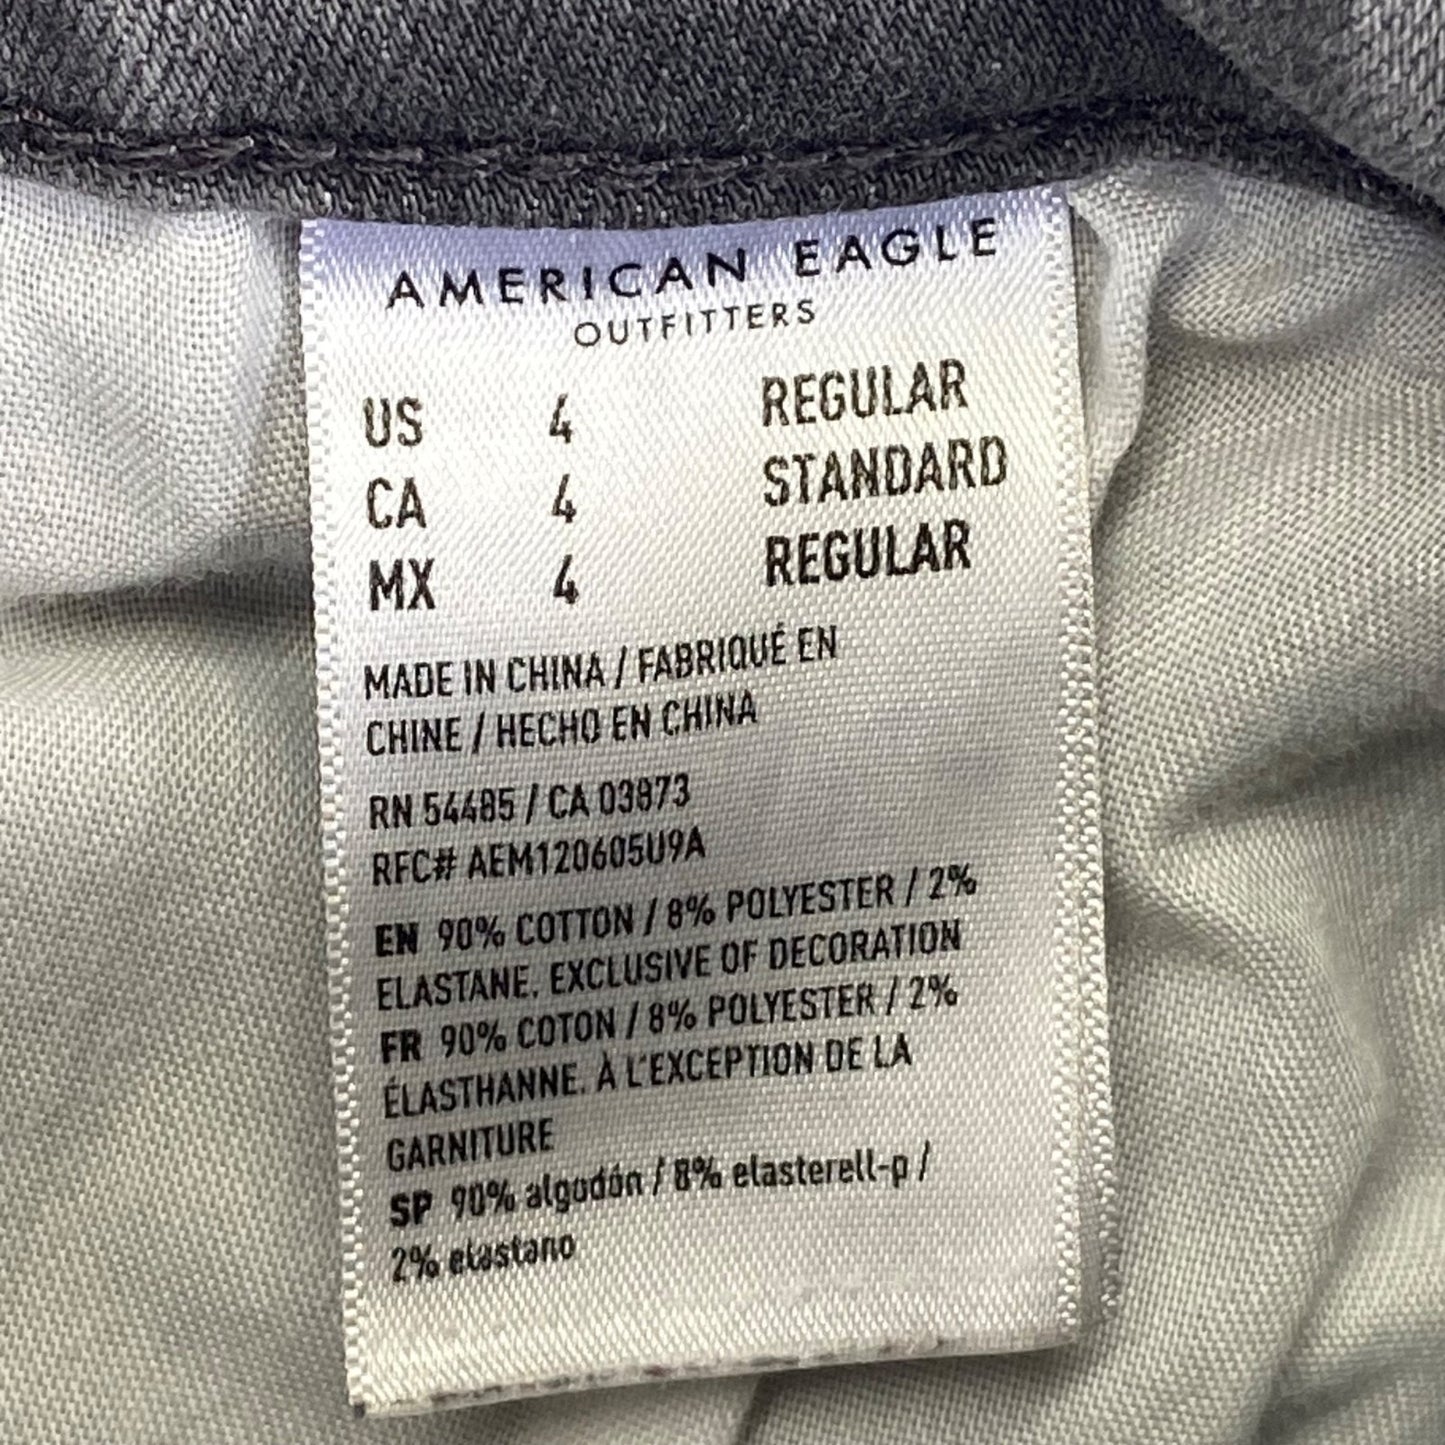 AMERICAN EAGLE
OUTFITTERS
US 4 REGULAR
CA 4 STANDARD
MX 4 REGULAR
MADE IN CHINA / FABRIQUÉ EN
CHINE / HECHO EN CHINA
RN 54485 / CA 03873
RFC# AEM120605U9A
EN 90% COTTON / 8% POLYESTER / 2%
ELASTANE. EXCLUSIVE OF DECORATION
FR 90% COTON / 8% POLYESTER / 2%
ÉLASTHANNE. À L'EXCEPTION DE LA
GARNITURE
SP 90% algodón / 8% elasterell-p /
2% elastano